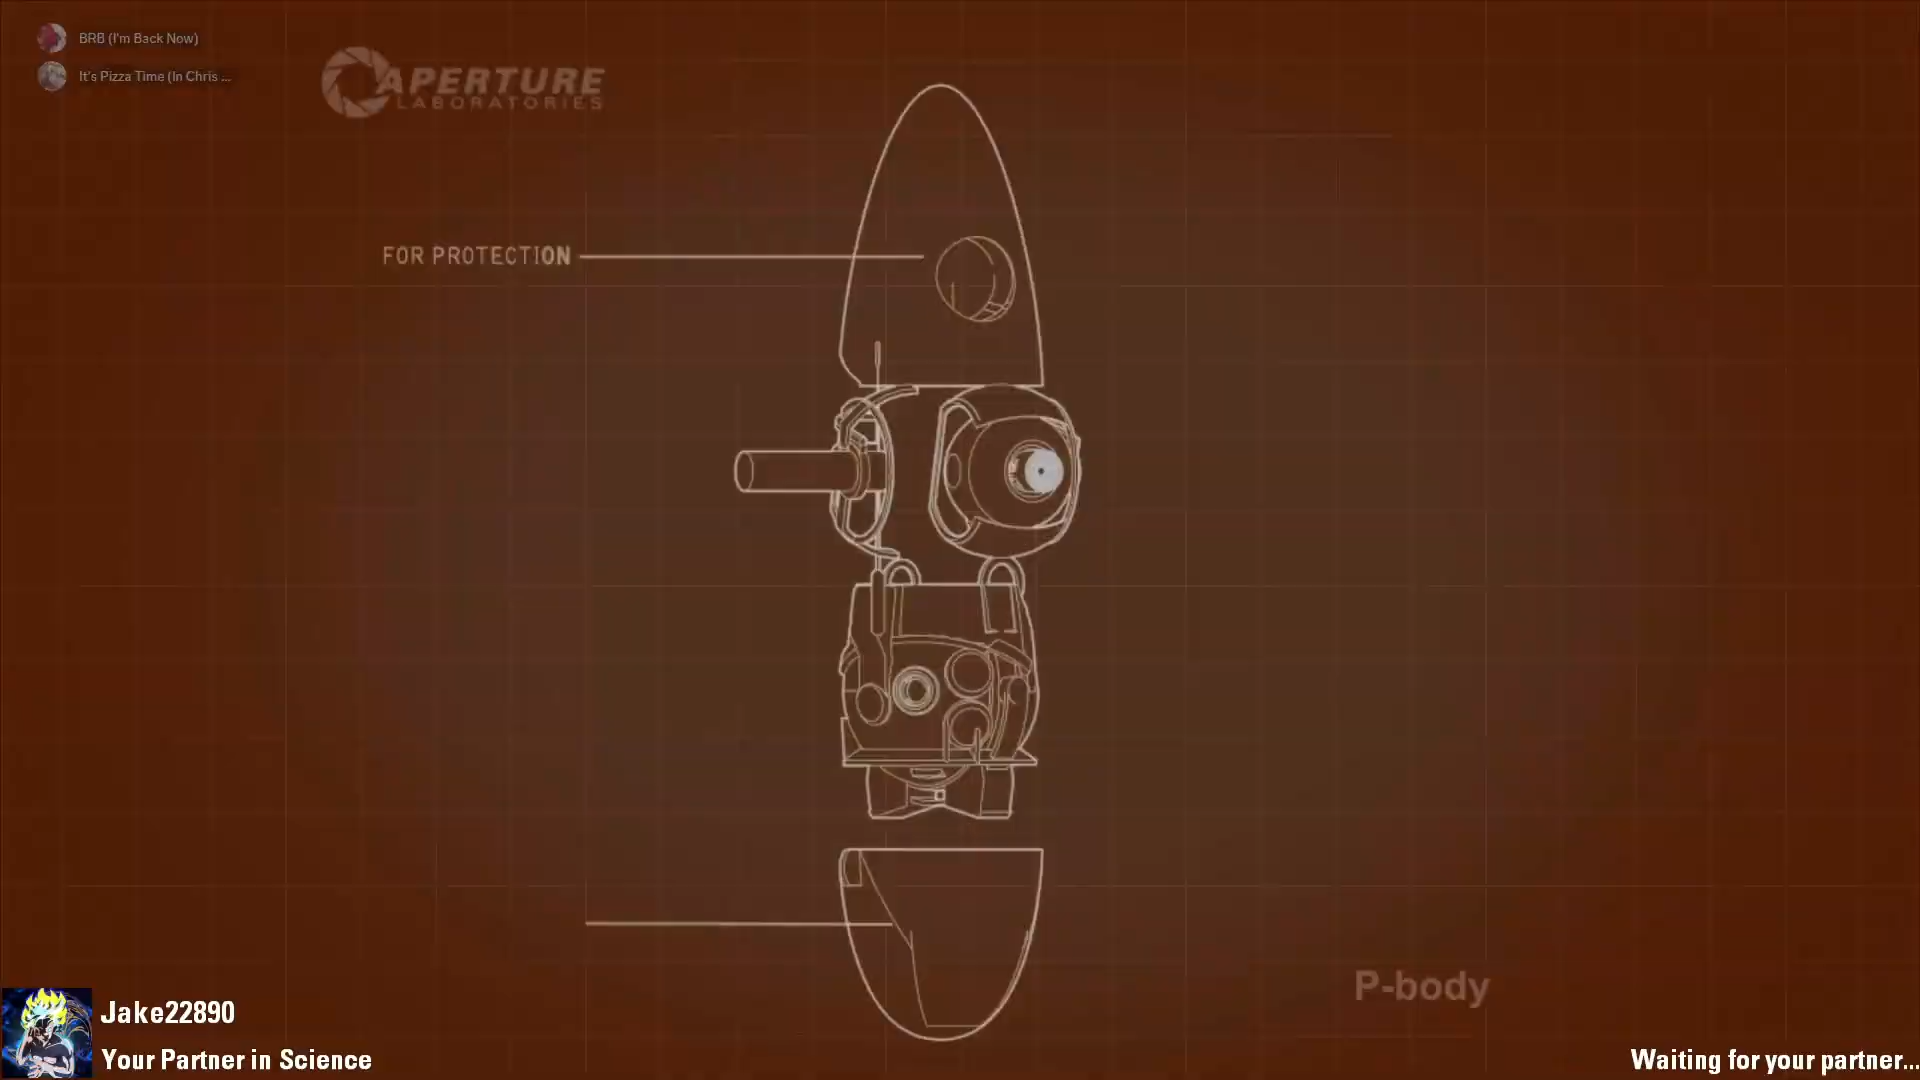 BRB (I'm Back Now)
It's Pizza Time (In Chris ...
APERTURE
LABORATORIES
FOR PROTECTION
P-body
Jake22890
Your Partner in Science
Waiting for your partner...